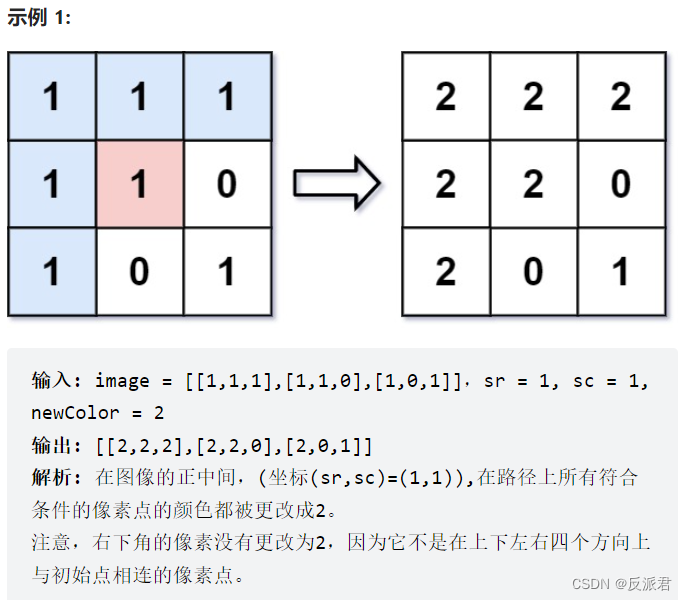 示例 1:
1 1 1 2 2 2
1 1 0 2 2 0
1 0 1 2 0 1
输入: image = [[1,1,1],[1,1,0],[1,0,1]], sr = 1, sc = 1,
newColor = 2
输出: [[2,2,2],[2,2,0],[2,0,1]]
解析: 在图像的正中间, (坐标(sr,sc)=(1,1)),在路径上所有符合
条件的像素点的颜色都被更改成2。
注意, 右下角的像素没有更改为2, 因为它不是在上下左右四个方向上
与初始点相连的像素点。
CSDN @反派君